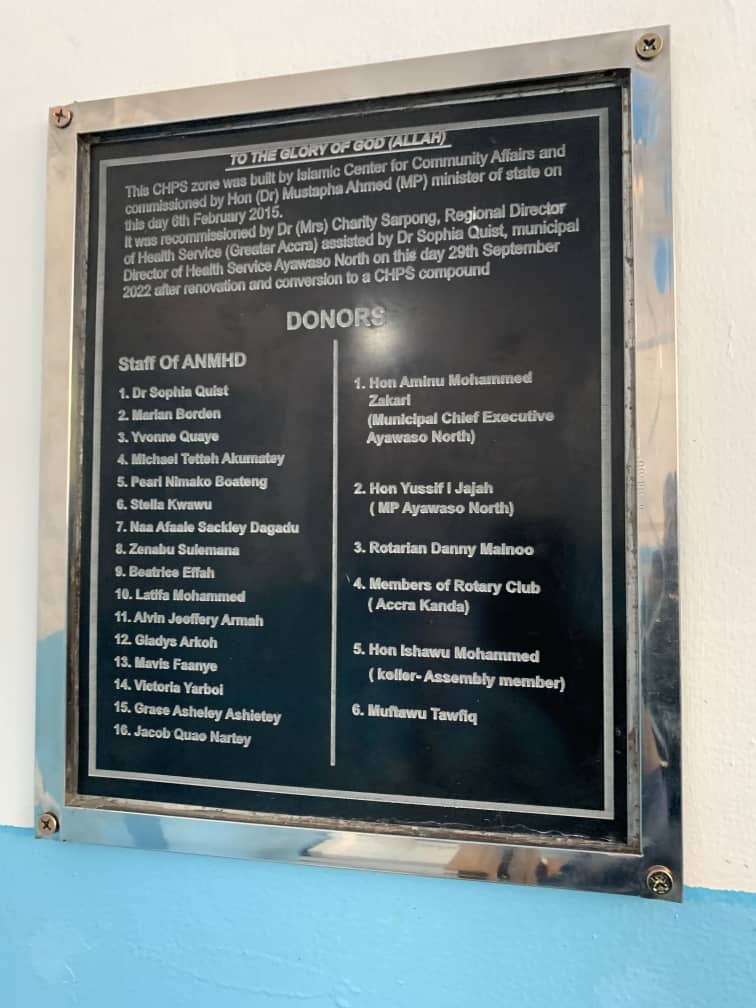 TO THE GLORY OF GOD (ALLAH)
This CHPS zone was built by Islamic Center for Community Affairs and
commissioned by Hon (Dr) Mustapha Ahmed (MP) minister of state on
this day 6th February 2015.
It was recommissioned by Dr (Mrs) Charity Sarpong, Regional Director
of Health Service (Greater Accra) assisted by Dr Sophia Quist, municipal
Director of Health Service Ayawaso North on this day 29th September
2022 after renovation and conversion to a CHPS compound
DONORS
Staff Of ANMHD
1. Dr Sophia Quist
2. Marian Borden
3. Yvonne Quaye
4. Michael Tetteh Akumatey
5. Pearl Nimako Boateng
6. Stella Kwawu
7. Naa Afaale Sackley Dagadu
8. Zenabu Sulemana
9. Beatrice Effah
10. Latifa Mohammed
11. Alvin Jeoffery Armah
12. Gladys Arkoh
13. Mavis Faanye
14. Victoria Yarboi
15. Grase Asheley Ashietey
16. Jacob Quao Nartey
1. Hon Aminu Mohammed
Zakari
(Municipal Chief Executive
Ayawaso North)
2. Hon Yussif I Jajah
( MP Ayawaso North)
3. Rotarian Danny Mainoo
4. Members of Rotary Club
( Accra Kanda)
5. Hon Ishawu Mohammed
( koller- Assembly member)
6. Muftawu Tawfiq